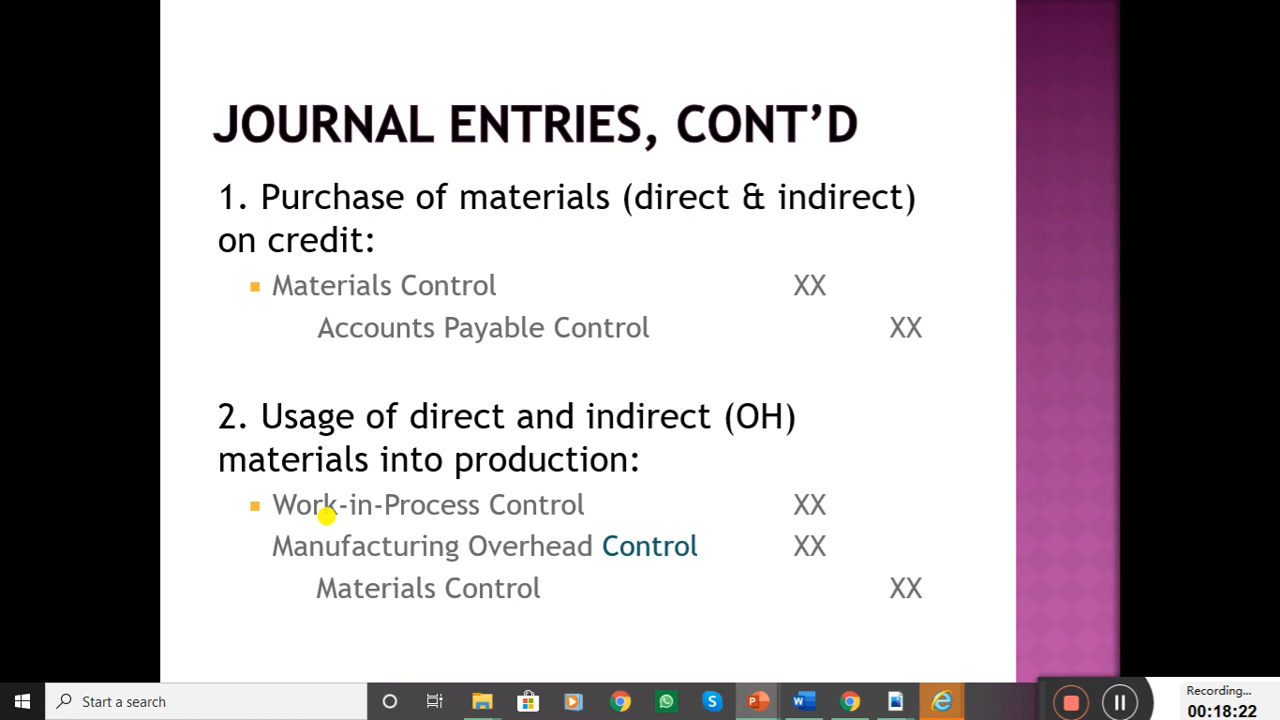 JOURNAL ENTRIES, CONT’D
1. Purchase of materials (direct & indirect)
on credit:
Materials Control XX
Accounts Payable Control XX
2. Usage of direct and indirect (OH)
materials into production:
Work-in-Process Control XX
Manufacturing Overhead Control XX
Materials Control XX
Start a search
Recording...
00:18:22